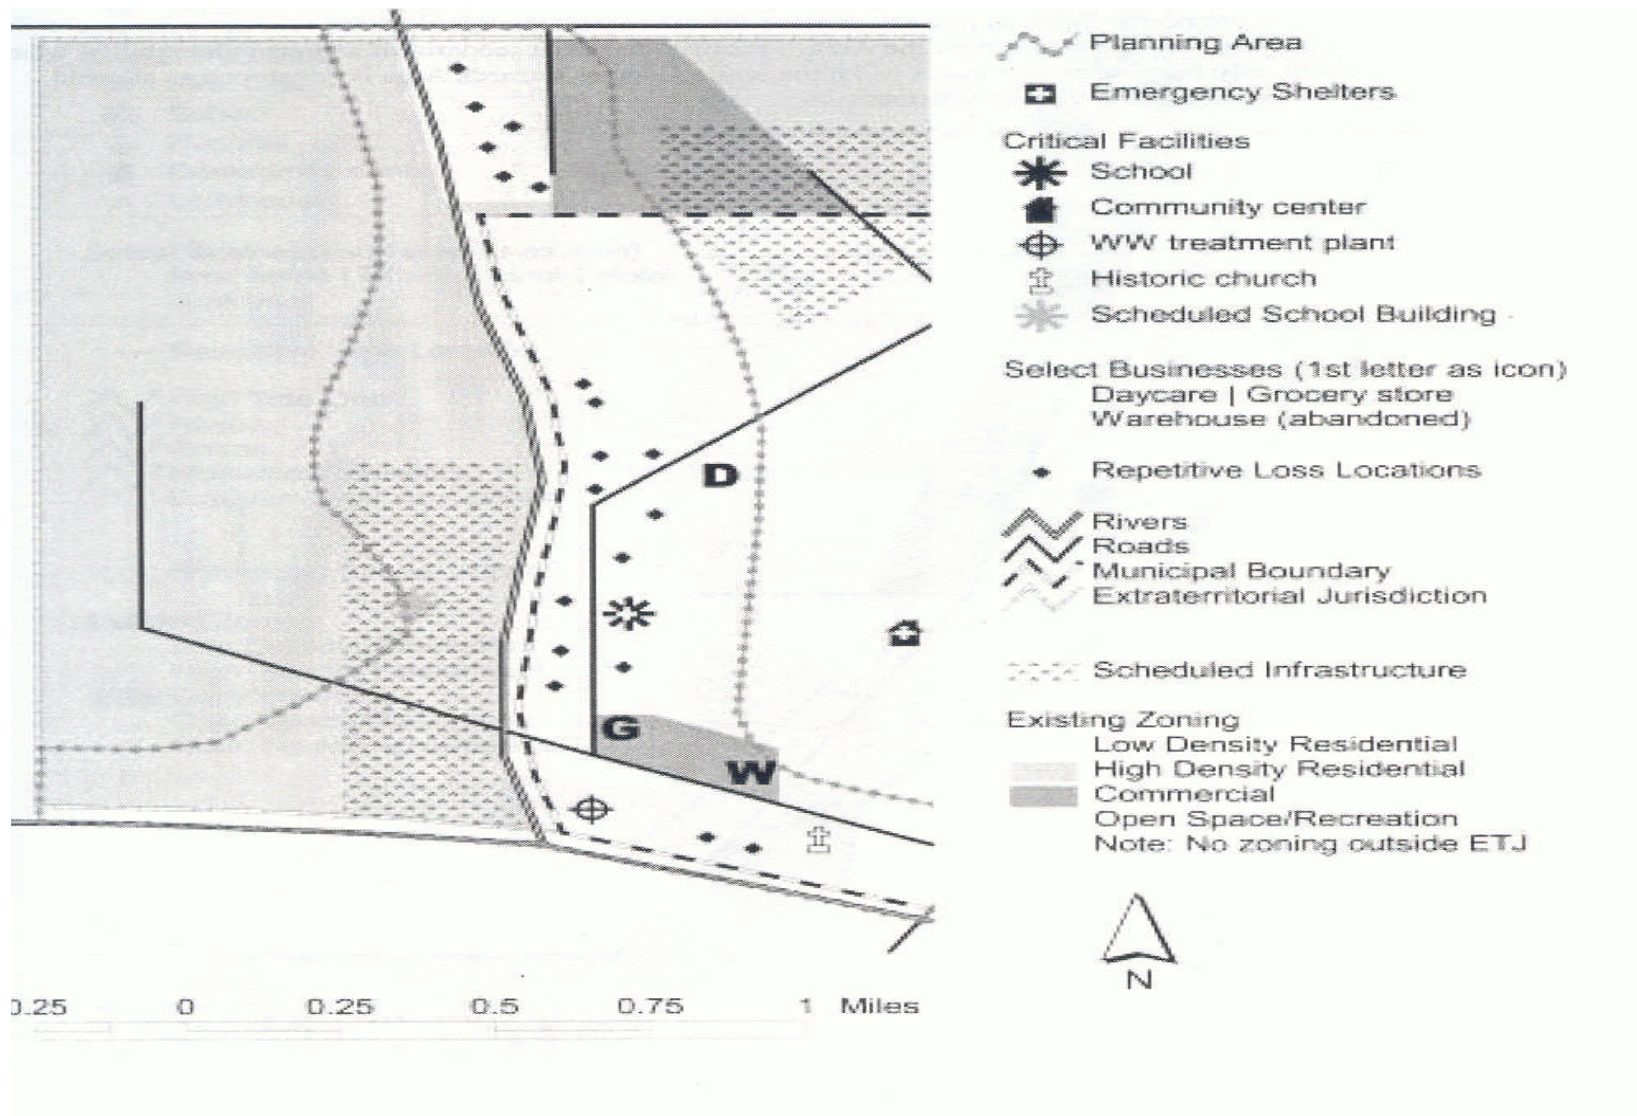 Planning Area
Emergency Shelters
Critical Facilities
School
Community center
WW treatment plant
Historic church
Scheduled School Building
Select Businesses (1st letter as icon)
Daycare | Grocery store
Warehouse (abandoned)
D
Repetitive Loss Locations
Rivers
Roads
Municipal Boundary
Extraterritorial Jurisdiction
Scheduled Infrastructure
G
W
Existing Zoning
Low Density Residential
High Density Residential
Commercial
Open Space/Recreation
Note: No zoning outside ETJ
N
0.25 0 0.25 0.5 0.75 1 Miles